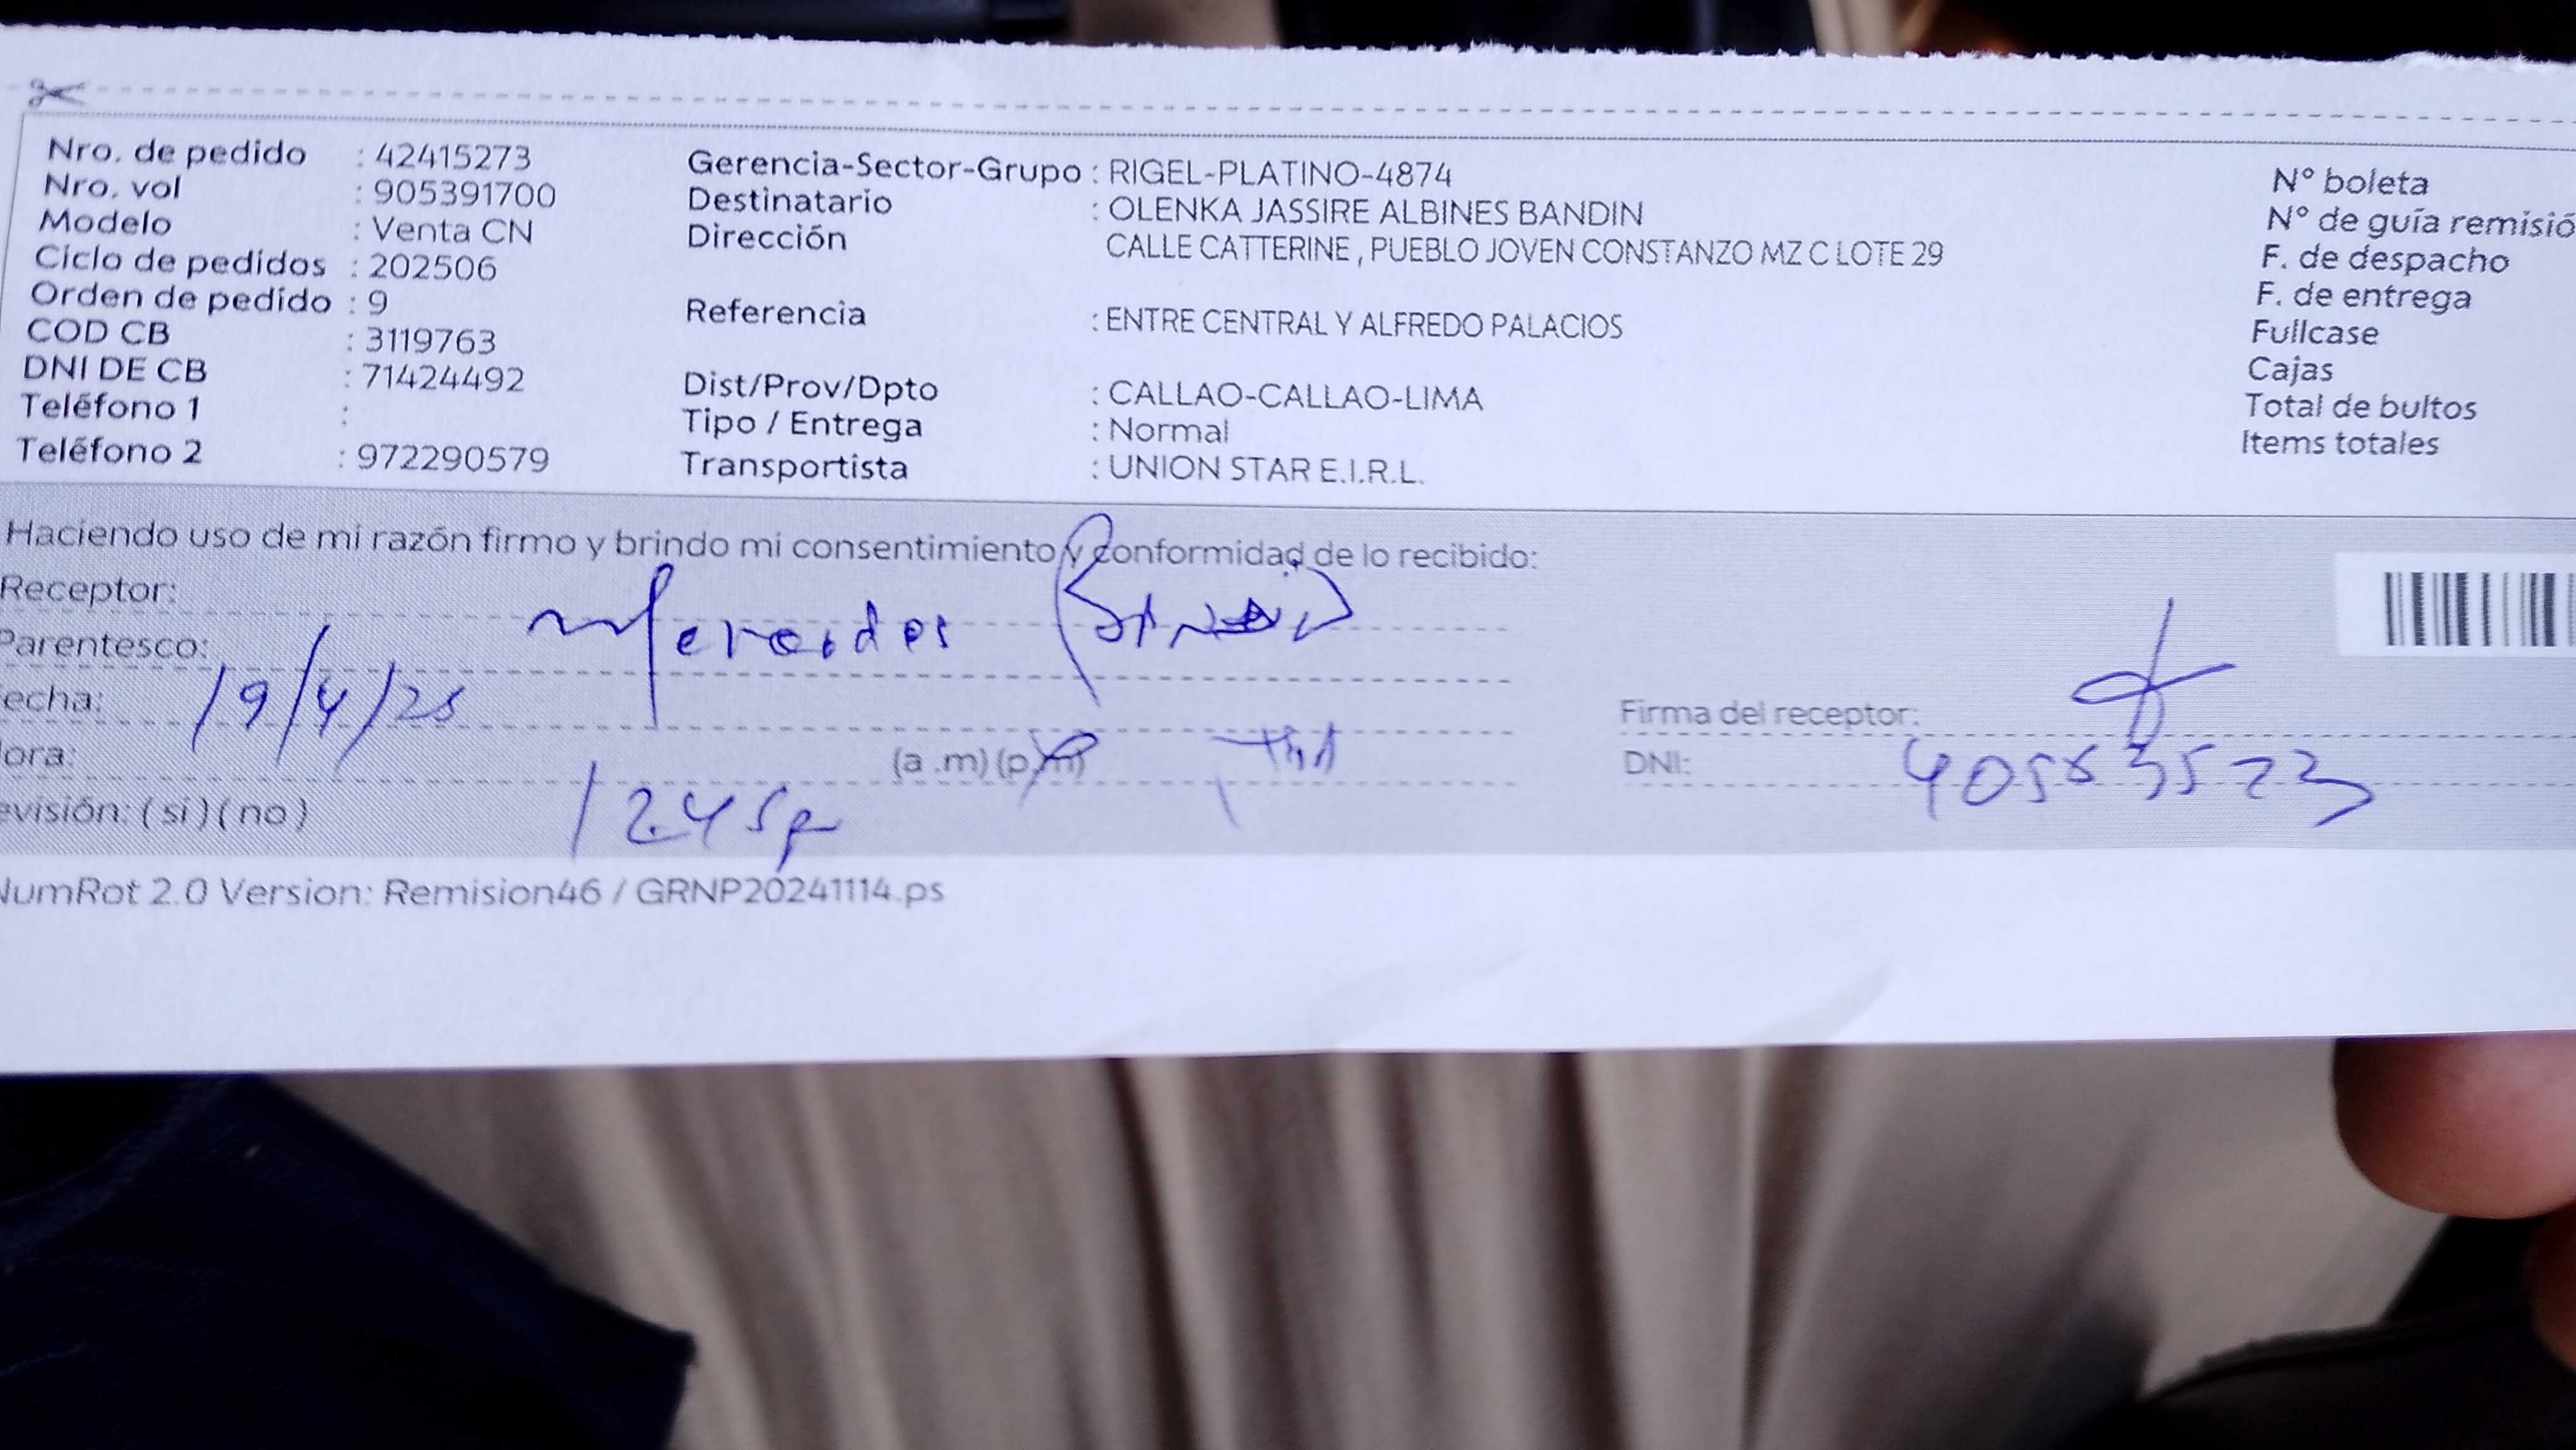 Nro. de pedido : 42415273
Nro. vol : 905391700
Modelo : Venta CN
Ciclo de pedidos : 202506
Orden de pedido : 9
COD CB : 3119763
DNI DE CB : 71424492
Teléfono 1 :
Teléfono 2 : 972290579
Gerencia-Sector-Grupo : RIGEL-PLATINO-4874
Destinatario : OLENKA JASSIRE ALBINES BANDIN
Dirección CALLE CATTERINE , PUEBLO JOVEN CONSTANZO MZ C LOTE 29
Referencia : ENTRE CENTRAL Y ALFREDO PALACIOS
Dist/Prov/Dpto : CALLAO-CALLAO-LIMA
Tipo / Entrega : Normal
Transportista : UNION STAR E.I.R.L.
N° boleta
N° de guía remisió
F. de despacho
F. de entrega
Fullcase
Cajas
Total de bultos
Items totales
Haciendo uso de mi razón firmo y brindo mi consentimiento y conformidad de lo recibido:
Receptor: Mercedes
Parentesco:
echa: 19/4/25
ora: (a .m) (p.m)
evisión: ( si ) ( no ) 1245p
Firma del receptor:
DNI:
NumRot 2.0 Version: Remision46 / GRNP20241114.ps